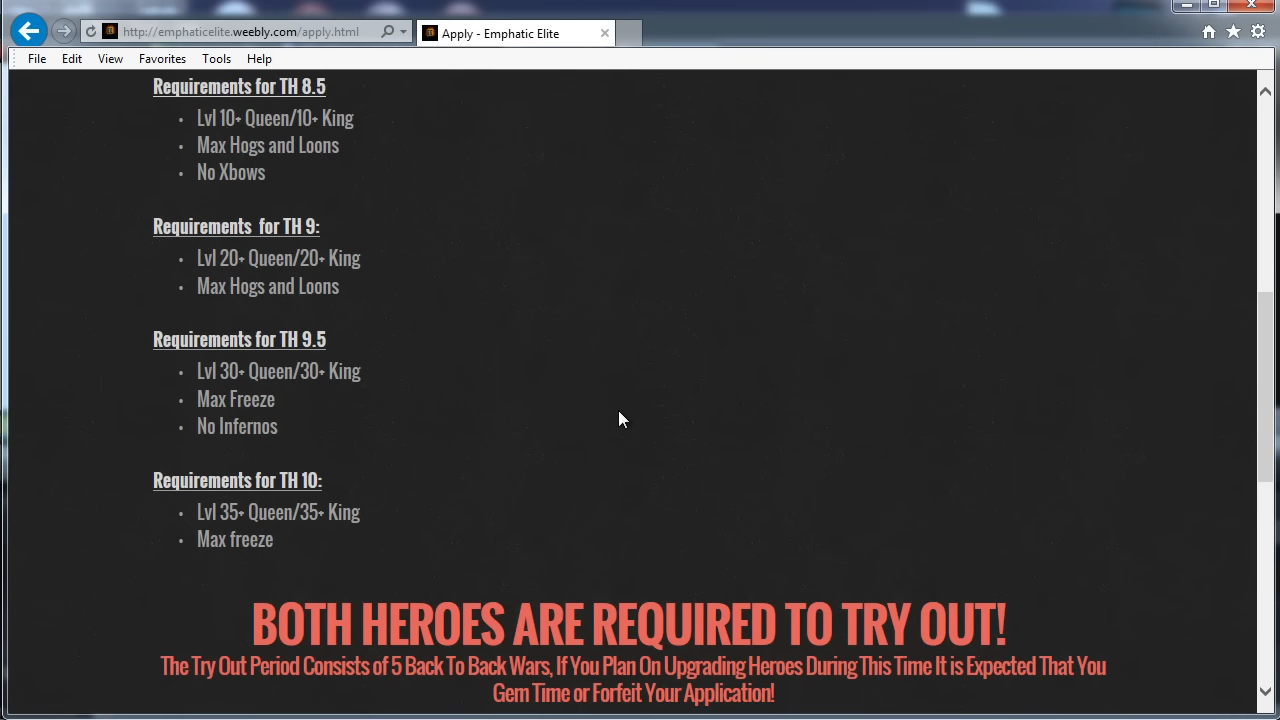 http://emphaticelite.weebly.com/apply.html
Apply - Emphatic Elite
File Edit View Favorites Tools Help
Requirements for TH 8.5
• Lvl 10+ Queen/10+ King
• Max Hogs and Loons
• No Xbows
Requirements for TH 9:
• Lvl 20+ Queen/20+ King
• Max Hogs and Loons
Requirements for TH 9.5
• Lvl 30+ Queen/30+ King
• Max Freeze
• No Infernos
Requirements for TH 10:
• Lvl 35+ Queen/35+ King
• Max freeze
BOTH HEROES ARE REQUIRED TO TRY OUT!
The Try Out Period Consists of 5 Back To Back Wars, If You Plan On Upgrading Heroes During This Time It is Expected That You
Gem Time or Forfeit Your Application!